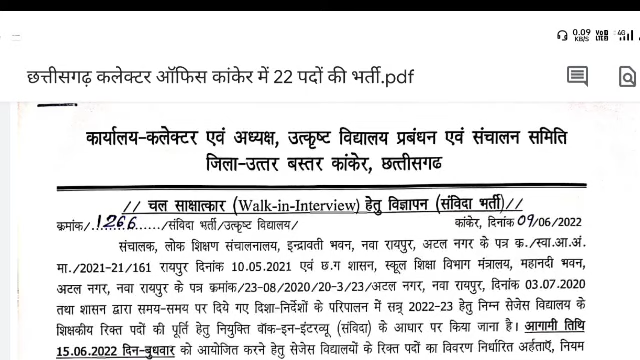 0.09 KB/S Vo0 LTE0 4G
छत्तीसगढ़ कलेक्टर ऑफिस कांकेर में 22 पदों की भर्ती.pdf
कार्यालय-कलेक्टर एवं अध्यक्ष, उत्कृष्ट विद्यालय प्रबंधन एवं संचालन समिति
जिला-उत्तर बस्तर कांकेर, छत्तीसगढ़
// चल साक्षात्कार (Walk-in-Interview) हेतु विज्ञापन (संविदा भर्ती)//
क्रमांक/.1266....../संविदा भर्ती/उत्कृष्ट विद्यालय/ कांकेर, दिनांक 09/06/2022
संचालक, लोक शिक्षण संचालनालय, इन्द्रावती भवन, नवा रायपुर, अटल नगर के पत्र क./स्वा.आ.अं.
मा./2021-21/161 रायपुर दिनांक 10.05.2021 एवं छ.ग शासन, स्कूल शिक्षा विभाग मंत्रालय, महानदी भवन,
अटल नगर, नवा रायपुर के पत्र क्रमांक/23-08/2020/20-3/23/अटल नगर, नवा रायपुर, दिनांक 03.07.2020
तथा शासन द्वारा समय-समय पर दिये गए दिशा-निर्देशों के परिपालन में सत्र 2022-23 हेतु निम्न सेजेस विद्यालय के
शिक्षकीय रिक्त पदों की पूर्ति हेतु नियुक्ति वॉक-इन-इंटरव्यू (संविदा) के आधार पर किया जाना है। आगामी तिथि
15.06.2022 दिन-बुधवार को आयोजित करने हेतु सेजेस विद्यालयों के रिक्त पदों का विवरण निर्धारित अर्हताएँ, नियम